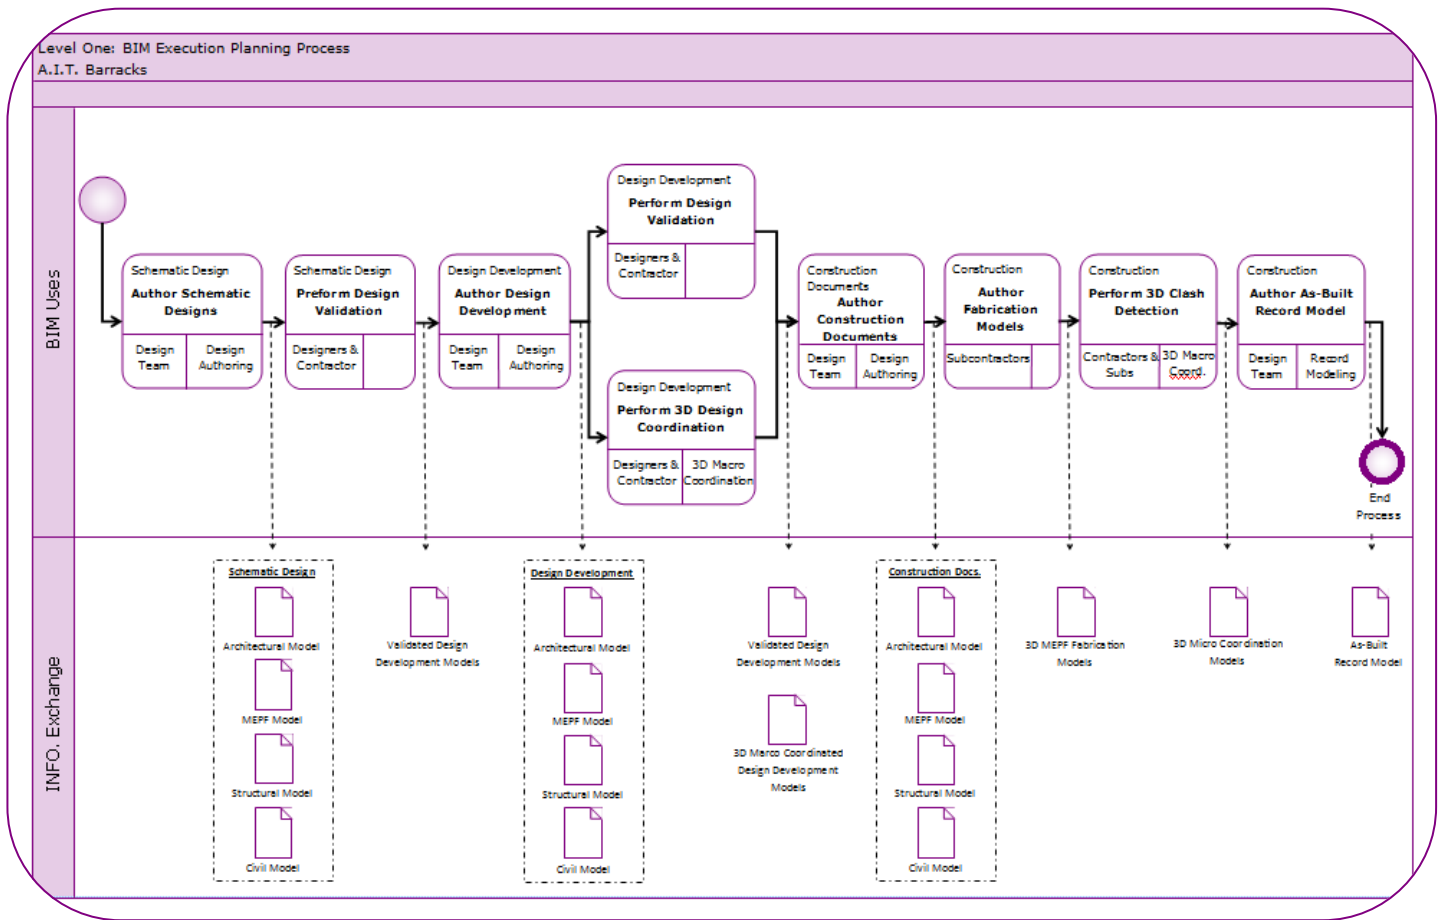 Level One: BIM Execution Planning Process
A.I.T. Barracks
BIM Uses
Schematic Design
Author Schematic
Designs
Design
Team
Design
Authoring
Schematic Design
Preform Design
Validation
Designers &
Contractor
Design Development
Author Design
Development
Design
Team
Design
Authoring
Design Development
Perform Design
Validation
Designers &
Contractor
Design Development
Perform 3D Design
Coordination
Designers &
Contractor
3D Macro
Coordination
Construction
Documents
Author
Construction
Documents
Design
Team
Design
Authoring
Construction
Author
Fabrication
Models
Subcontractors
Construction
Perform 3D Clash
Detection
Contractors &
Subs
3D Macro
Coord.
Construction
Author As-Built
Record Model
Design
Team
Record
Modeling
End
Process
INFO. Exchange
Schematic Design
Architectural Model
MEPF Model
Structural Model
Civil Model
Validated Design
Development Models
Design Development
Architectural Model
MEPF Model
Structural Model
Civil Model
Validated Design
Development Models
3D Marco Coordinated
Design Development
Models
Construction Docs.
Architectural Model
MEPF Model
Structural Model
Civil Model
3D MEPF Fabrication
Models
3D Micro Coordination
Models
As-Built
Record Model